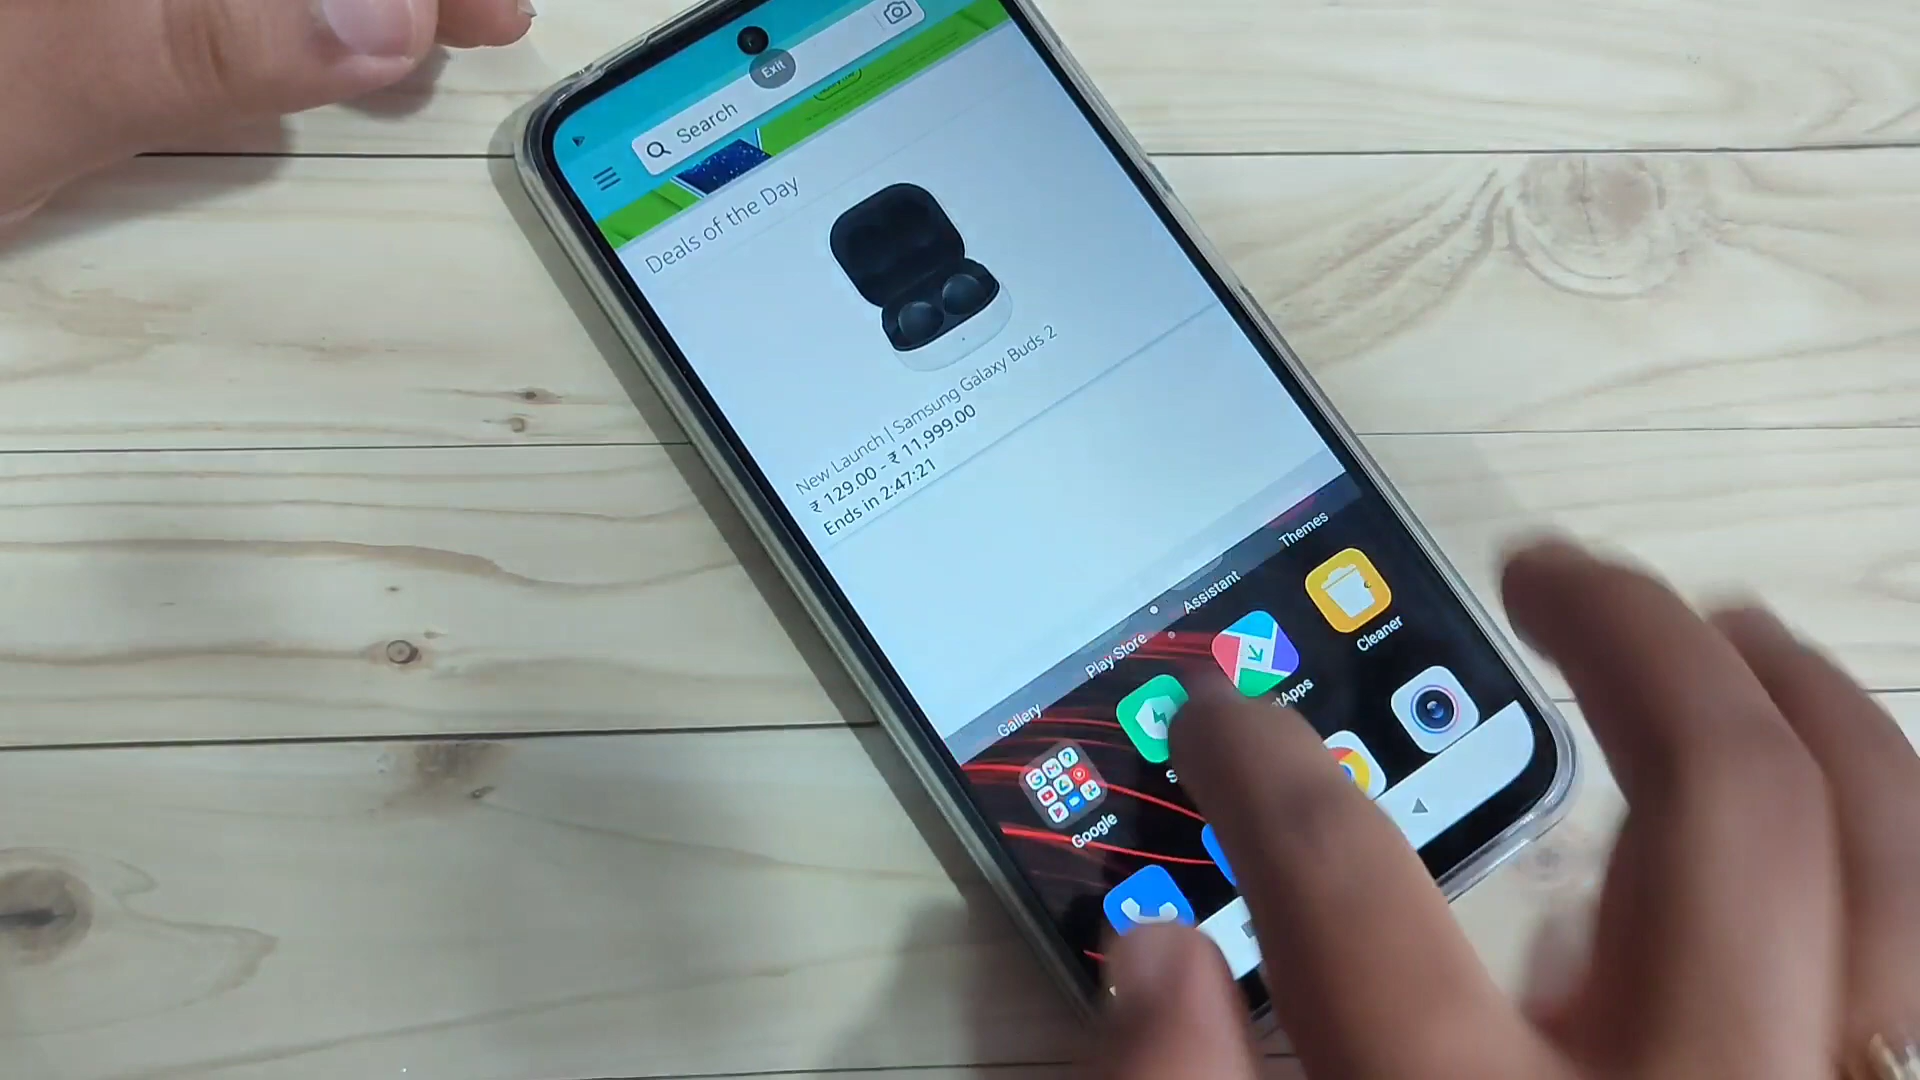 Exit
Search
Deals of the Day
New Launch | Samsung Galaxy Buds 2
₹ 129.00 - ₹ 11,999.00
Ends in 2:47:21
Gallery
Play Store
Assistant
Themes
Google
Cleaner